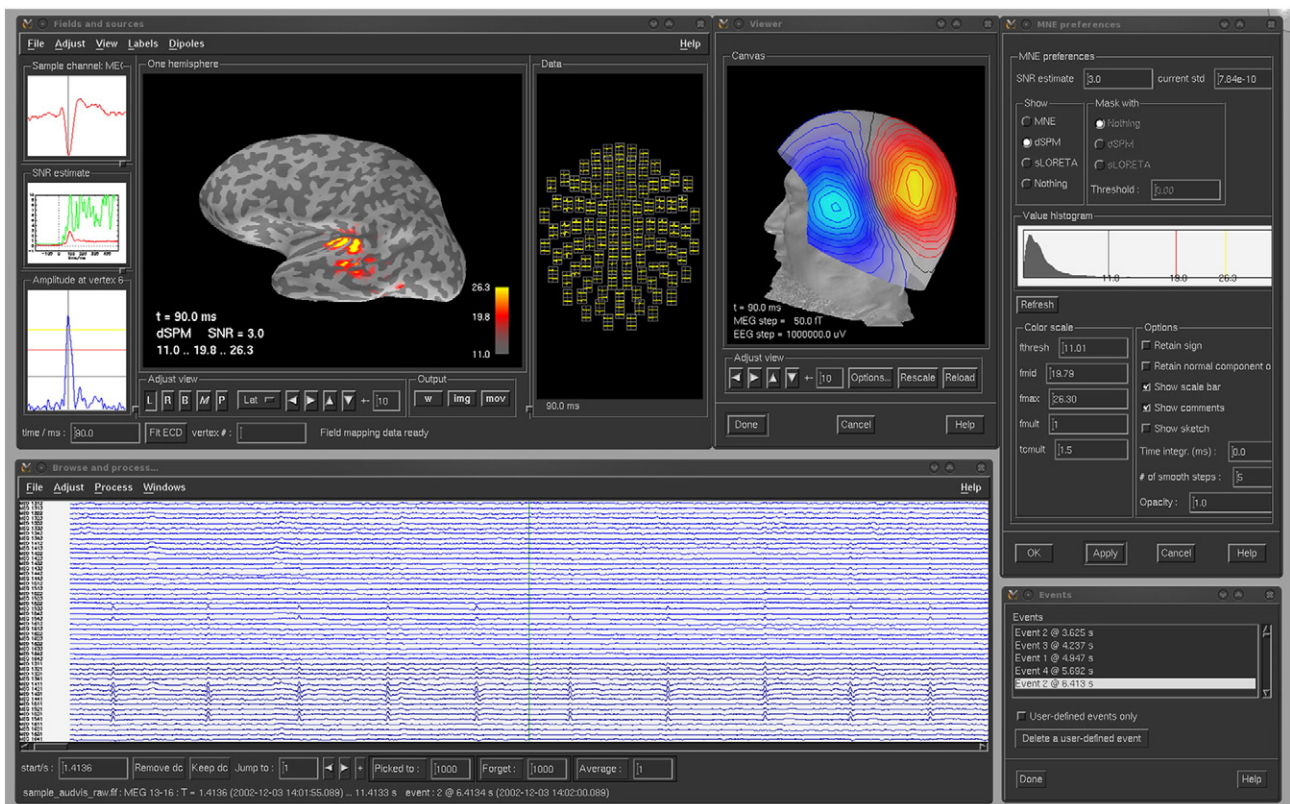 Fields and sources
File Adjust View Labels Dipoles Help
Sample channel: MEG
SNR estimate
time/ms
Amplitude at vertex 6
One hemisphere
t = 90.0 ms
dSPM SNR = 3.0
11.0 .. 19.8 .. 26.3
26.3
19.8
11.0
Adjust view
L R B M P Lat +- 10
Output
w img mov
Data
90.0 ms
time / ms : 90.0 Fit ECD vertex # : Field mapping data ready
Viewer
Canvas
t = 90.0 ms
MEG step = 50.0 fT
EEG step = 1000000.0 uV
Adjust view
+- 10 Options... Rescale Reload
Done Cancel Help
MNE preferences
MNE preferences
SNR estimate 3.0 current std 7.84e-10
Show
MNE
dSPM
sLORETA
Nothing
Mask with
Nothing
dSPM
sLORETA
Threshold : 0.00
Value histogram
11.0 19.8 26.3
Refresh
Color scale
fthresh 11.01
fmid 19.79
fmax 26.30
fmult 1
tcmult 1.5
Options
Retain sign
Retain normal component o
Show scale bar
Show comments
Show sketch
Time integr. (ms) : 0.0
# of smooth steps : 5
Opacity : 1.0
OK Apply Cancel Help
Browse and process...
File Adjust Process Windows Help
start/s : 1.4136 Remove dc Keep dc Jump to : 1 + Picked to : 1000 Forget : 1000 Average : 1
sample_audvis_raw.fif : MEG 13-16 : T = 1.4136 (2002-12-03 14:01:55.089) ... 11.4133 s event : 2 @ 6.4134 s (2002-12-03 14:02:00.089)
Events
Events
Event 2 @ 3.625 s
Event 3 @ 4.237 s
Event 1 @ 4.947 s
Event 4 @ 5.692 s
Event 2 @ 6.413 s
User-defined events only
Delete a user-defined event
Done Help